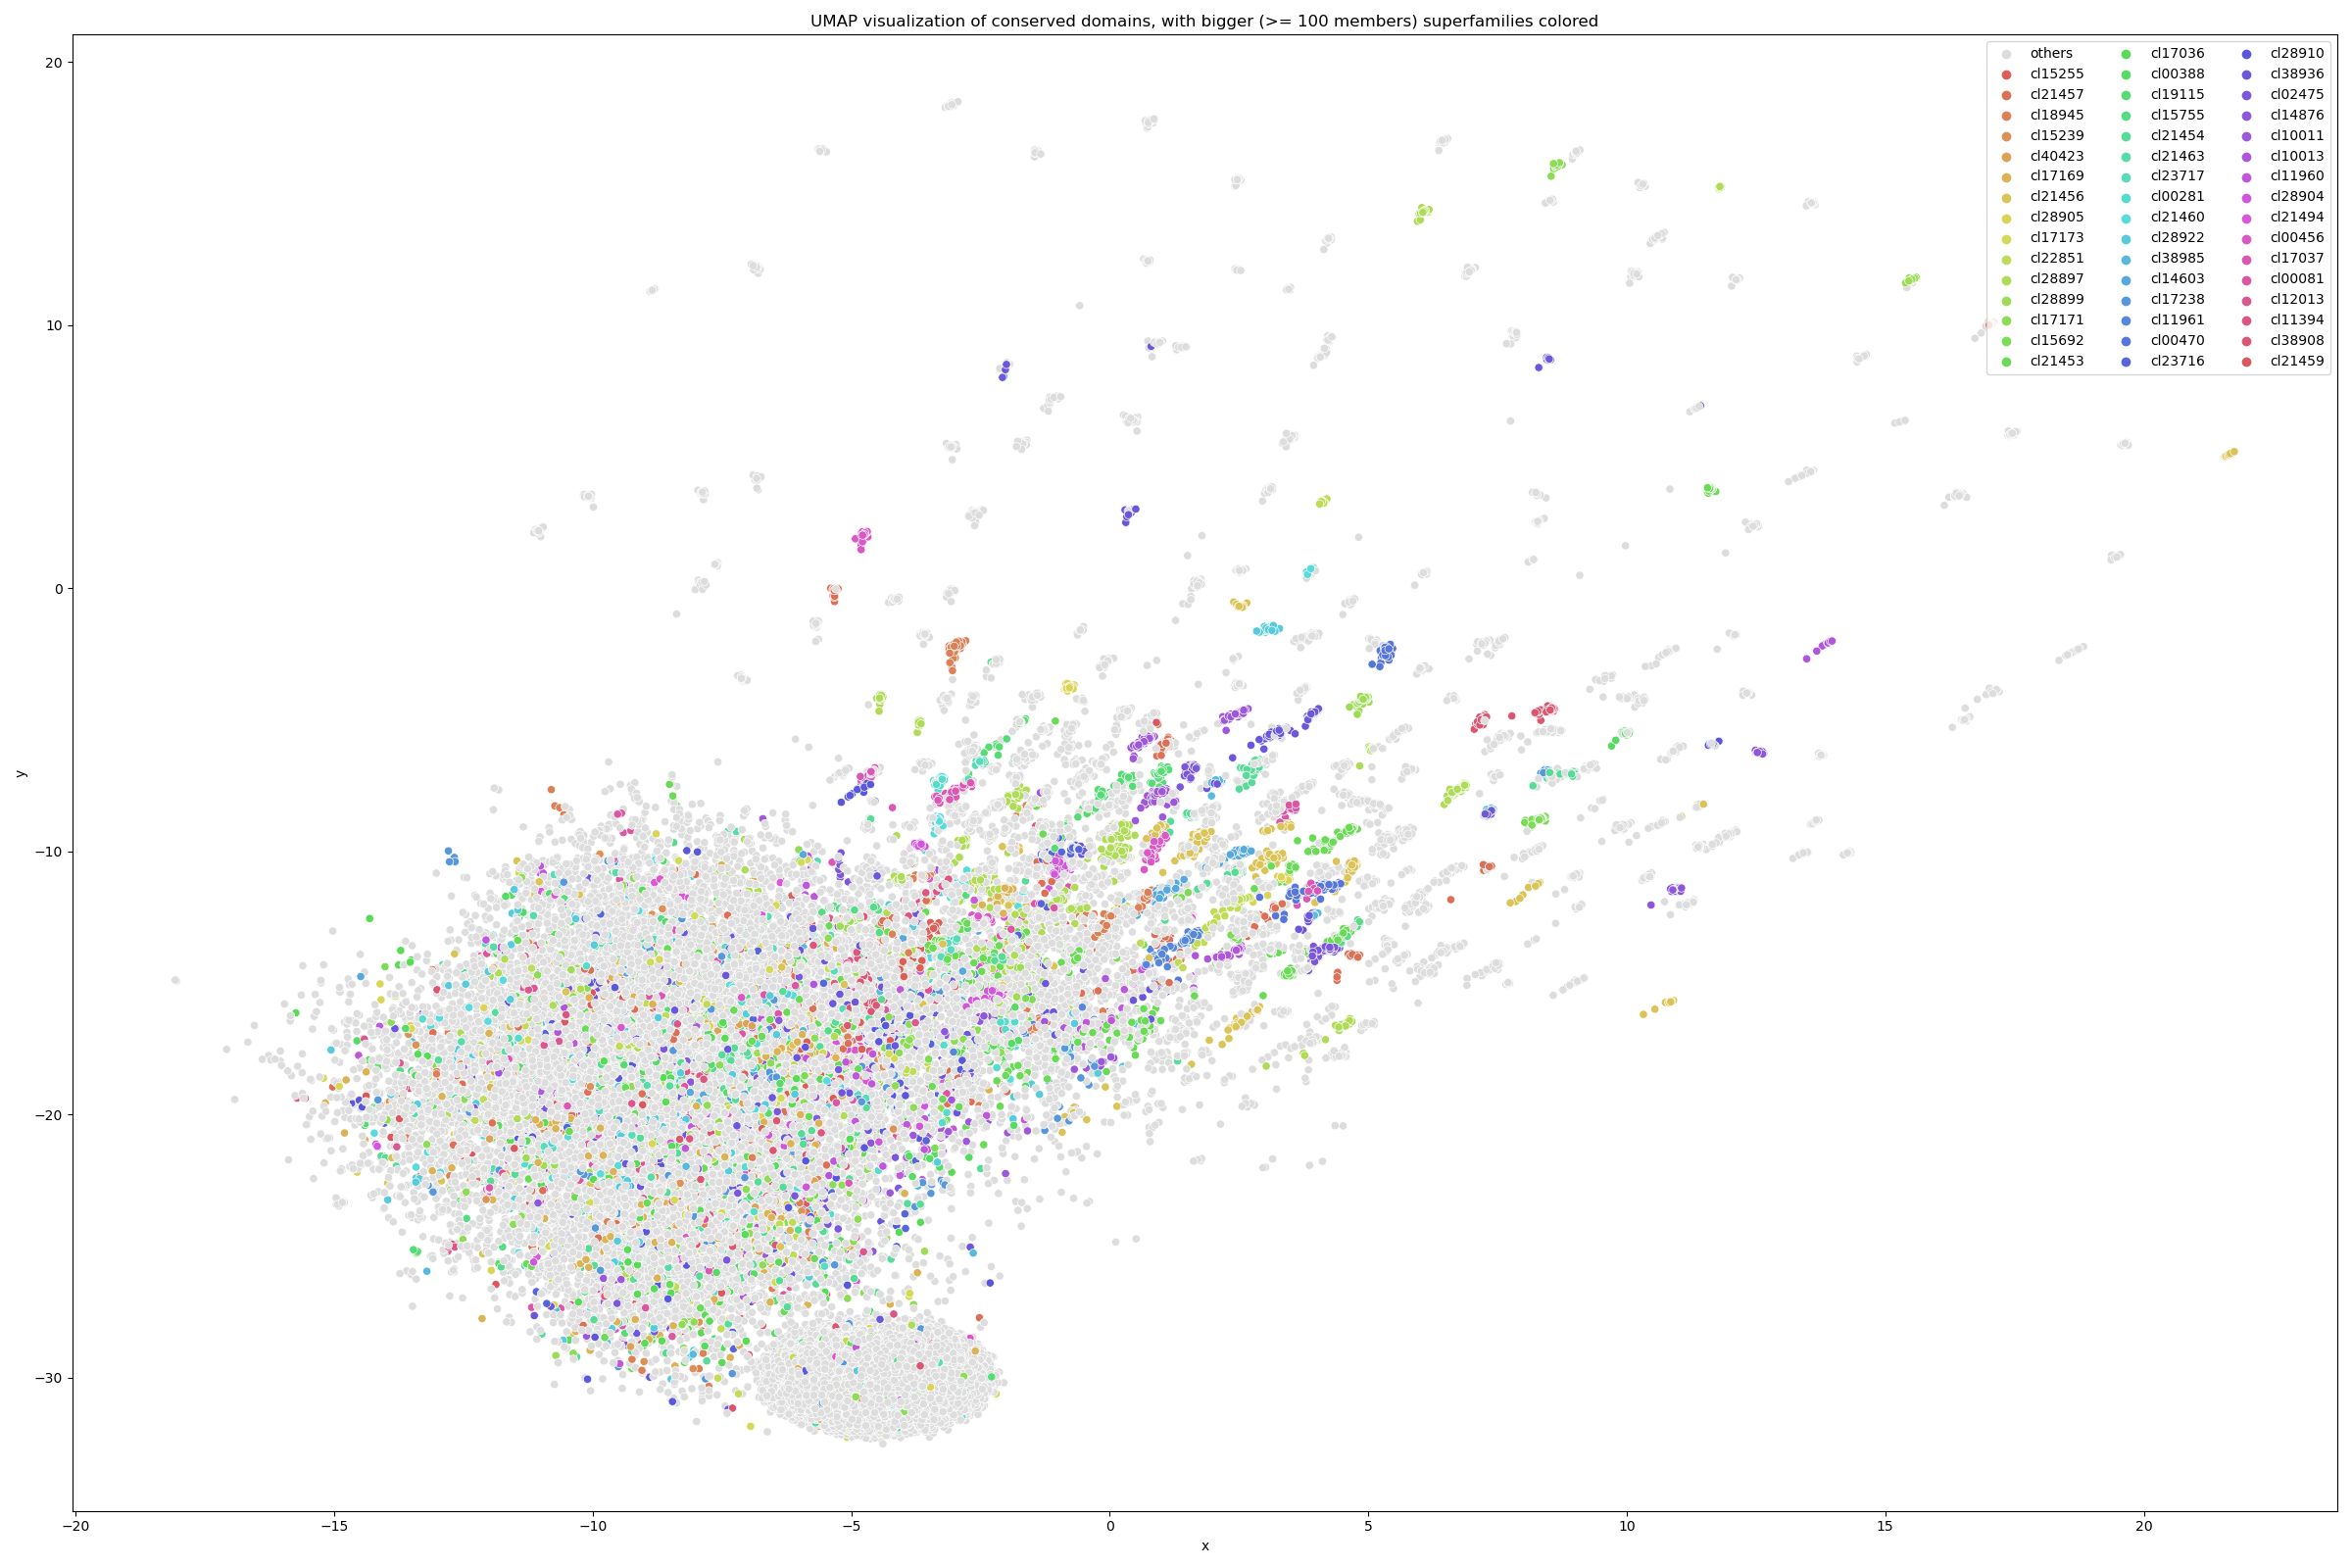 UMAP visualization of conserved domains, with bigger (>= 100 members) superfamilies colored
20
10
0
−10
−20
−30
y
−20
−15
−10
−5
0
5
10
15
20
x
others
cl15255
cl21457
cl18945
cl15239
cl40423
cl17169
cl21456
cl28905
cl17173
cl22851
cl28897
cl28899
cl17171
cl15692
cl21453
cl17036
cl00388
cl19115
cl15755
cl21454
cl21463
cl23717
cl00281
cl21460
cl28922
cl38985
cl14603
cl17238
cl11961
cl00470
cl23716
cl28910
cl38936
cl02475
cl14876
cl10011
cl10013
cl11960
cl28904
cl21494
cl00456
cl17037
cl00081
cl12013
cl11394
cl38908
cl21459